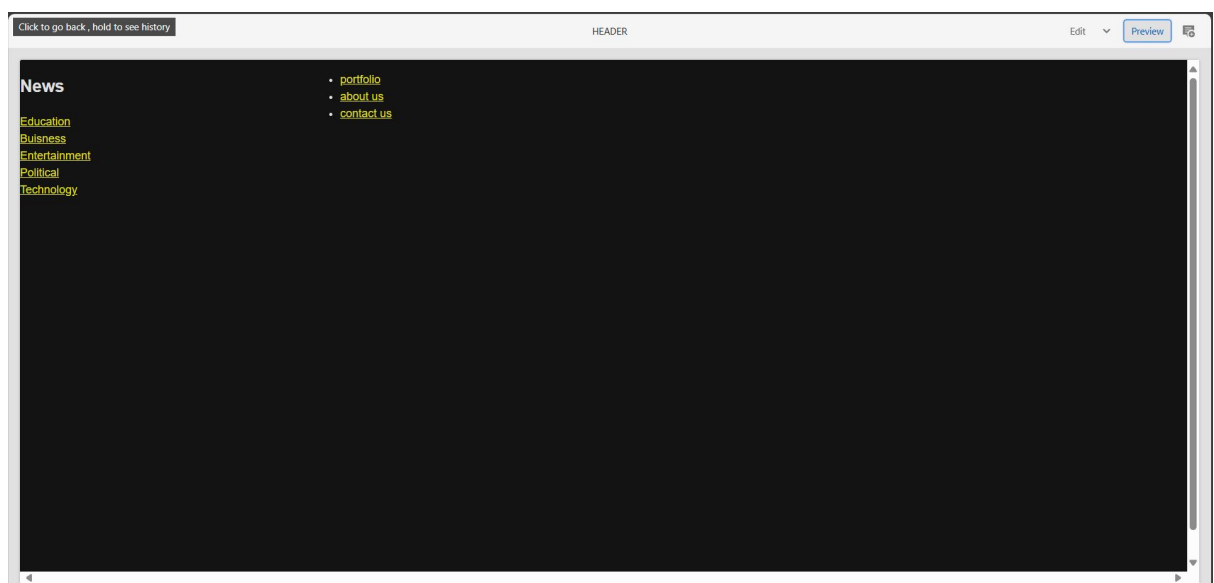 Click to go back , hold to see history
HEADER
Edit
Preview
News
Education
Buisness
Entertainment
Political
Technology
portfolio
about us
contact us